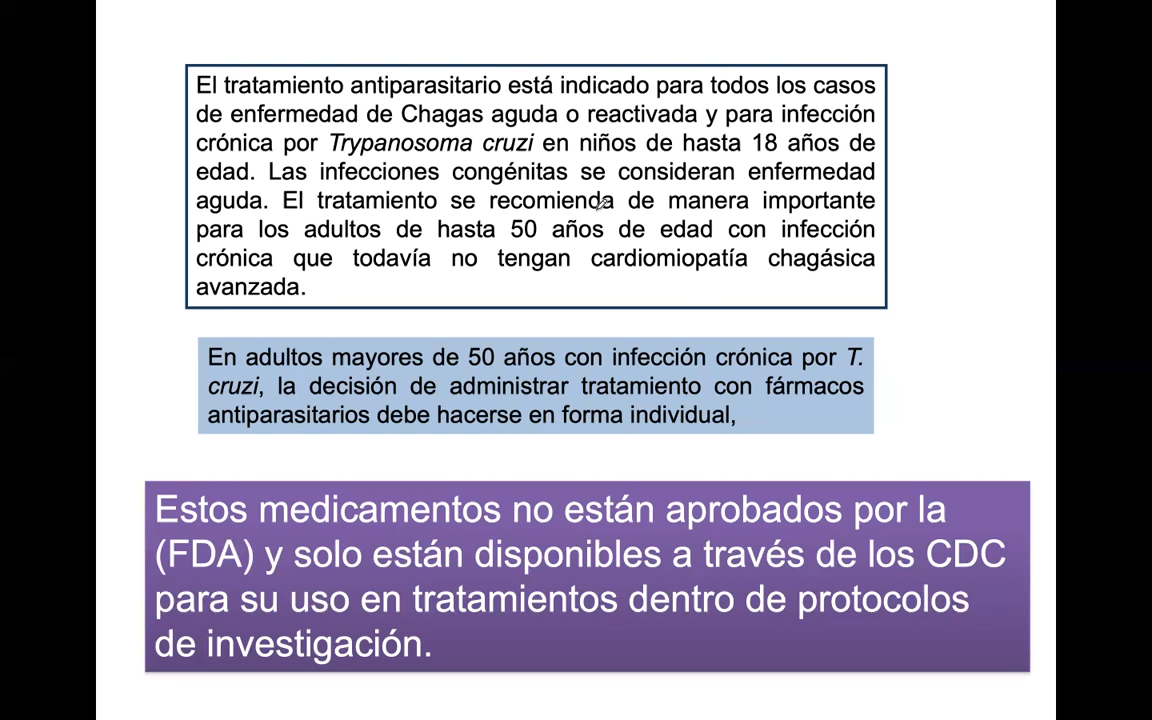 El tratamiento antiparasitario está indicado para todos los casos
de enfermedad de Chagas aguda o reactivada y para infección
crónica por Trypanosoma cruzi en niños de hasta 18 años de
edad. Las infecciones congénitas se consideran enfermedad
aguda. El tratamiento se recomienda de manera importante
para los adultos de hasta 50 años de edad con infección
crónica que todavía no tengan cardiomiopatía chagásica
avanzada.
En adultos mayores de 50 años con infección crónica por T.
cruzi, la decisión de administrar tratamiento con fármacos
antiparasitarios debe hacerse en forma individual,
Estos medicamentos no están aprobados por la
(FDA) y solo están disponibles a través de los CDC
para su uso en tratamientos dentro de protocolos
de investigación.